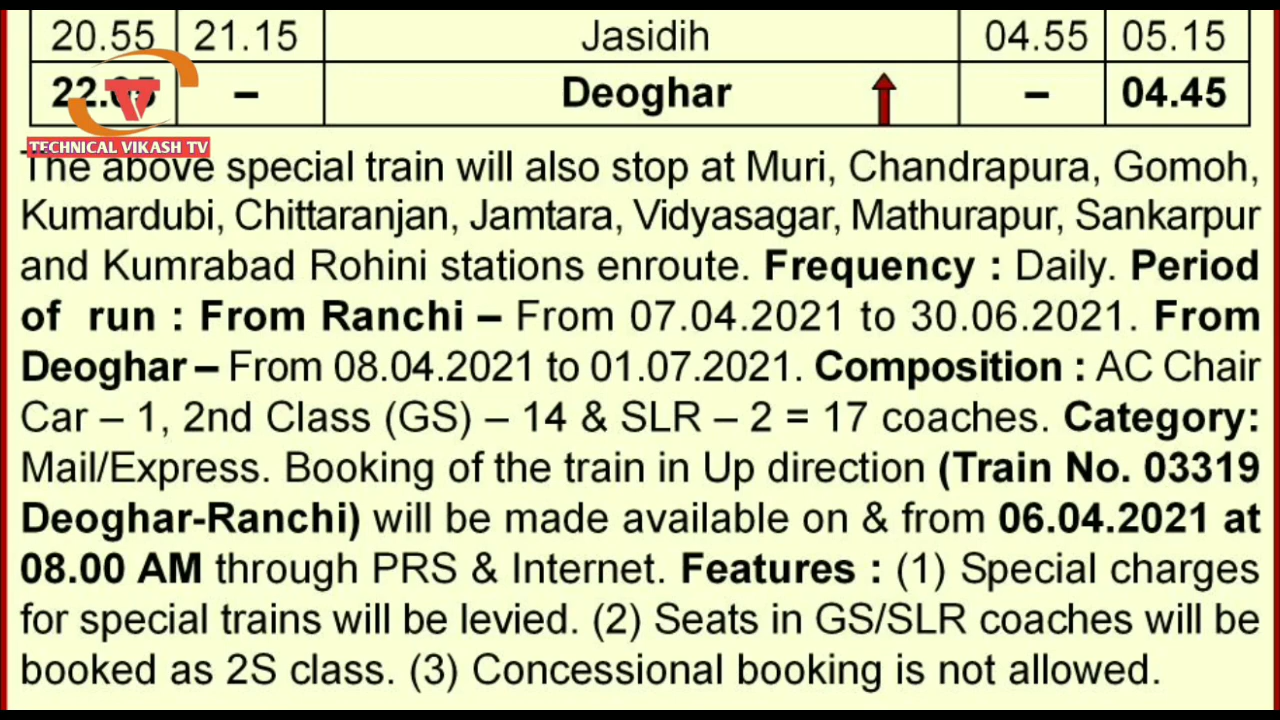 20.55 21.15 Jasidih 04.55 05.15
22.05 – Deoghar – 04.45
TECHNICAL VIKASH TV
The above special train will also stop at Muri, Chandrapura, Gomoh,
Kumardubi, Chittaranjan, Jamtara, Vidyasagar, Mathurapur, Sankarpur
and Kumrabad Rohini stations enroute. Frequency : Daily. Period
of run : From Ranchi – From 07.04.2021 to 30.06.2021. From
Deoghar – From 08.04.2021 to 01.07.2021. Composition : AC Chair
Car – 1, 2nd Class (GS) – 14 & SLR – 2 = 17 coaches. Category:
Mail/Express. Booking of the train in Up direction (Train No. 03319
Deoghar-Ranchi) will be made available on & from 06.04.2021 at
08.00 AM through PRS & Internet. Features : (1) Special charges
for special trains will be levied. (2) Seats in GS/SLR coaches will be
booked as 2S class. (3) Concessional booking is not allowed.